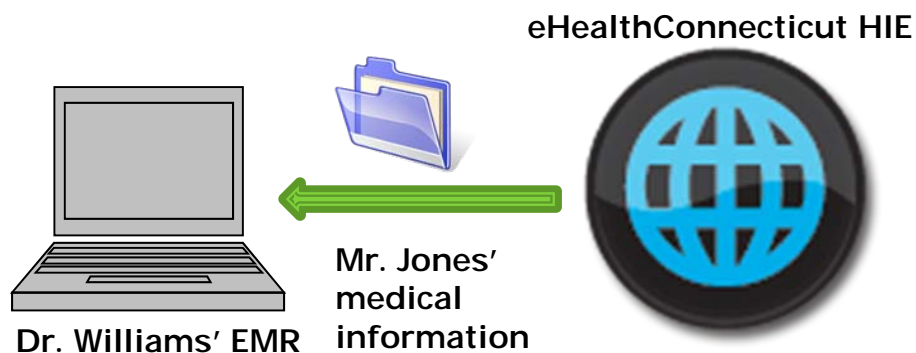 eHealthConnecticut HIE
Mr. Jones’
medical
information
Dr. Williams’ EMR